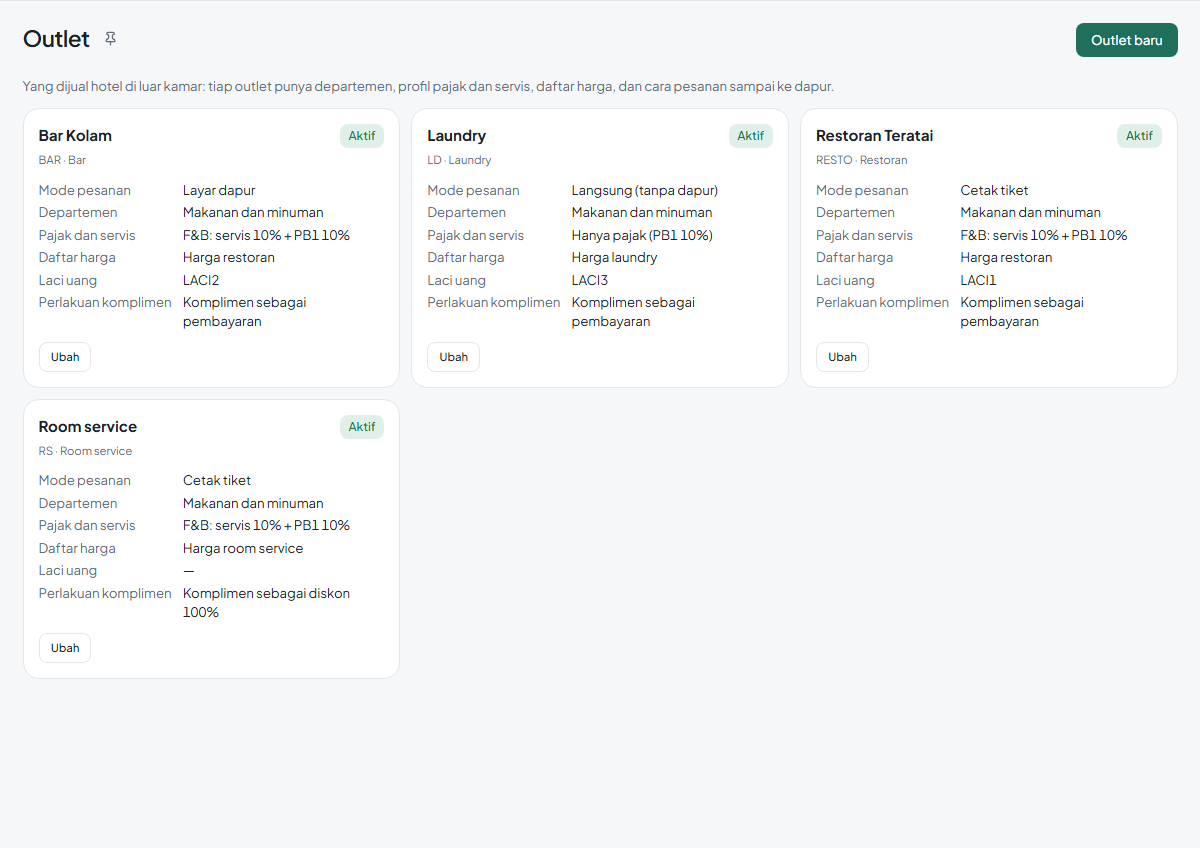 Outlet
Outlet baru
Yang dijual hotel di luar kamar: tiap outlet punya departemen, profil pajak dan servis, daftar harga, dan cara pesanan sampai ke dapur.
Bar Kolam
Aktif
BAR · Bar
Mode pesanan Layar dapur
Departemen Makanan dan minuman
Pajak dan servis F&B: servis 10% + PB1 10%
Daftar harga Harga restoran
Laci uang LACI2
Perlakuan komplimen Komplimen sebagai
pembayaran
Ubah
Laundry
Aktif
LD · Laundry
Mode pesanan Langsung (tanpa dapur)
Departemen Makanan dan minuman
Pajak dan servis Hanya pajak (PB1 10%)
Daftar harga Harga laundry
Laci uang LACI3
Perlakuan komplimen Komplimen sebagai
pembayaran
Ubah
Restoran Teratai
Aktif
RESTO · Restoran
Mode pesanan Cetak tiket
Departemen Makanan dan minuman
Pajak dan servis F&B: servis 10% + PB1 10%
Daftar harga Harga restoran
Laci uang LACI1
Perlakuan komplimen Komplimen sebagai
pembayaran
Ubah
Room service
Aktif
RS · Room service
Mode pesanan Cetak tiket
Departemen Makanan dan minuman
Pajak dan servis F&B: servis 10% + PB1 10%
Daftar harga Harga room service
Laci uang —
Perlakuan komplimen Komplimen sebagai diskon
100%
Ubah